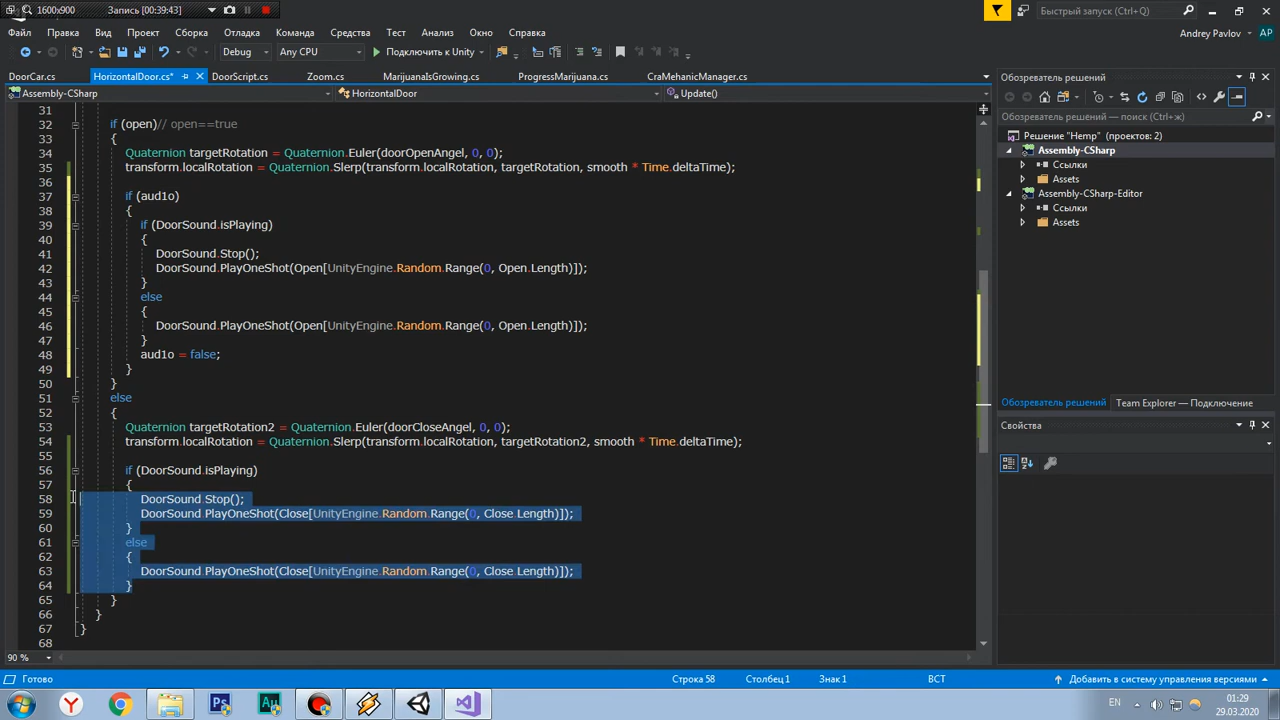 1600x900 Запись [00:39:43] Быстрый запуск (Ctrl+Q)
Файл Правка Вид Проект Сборка Отладка Команда Средства Тест Анализ Окно Справка Andrey Pavlov AP
Debug Any CPU Подключить к Unity
DoorCar.cs HorizontalDoor.cs* DoorScript.cs Zoom.cs MarijuanaIsGrowing.cs ProgressMarijuana.cs CraMehanicManager.cs
Assembly-CSharp HorizontalDoor Update()
31
32 if (open)// open==true
33 {
34 Quaternion targetRotation = Quaternion.Euler(doorOpenAngel, 0, 0);
35 transform.localRotation = Quaternion.Slerp(transform.localRotation, targetRotation, smooth * Time.deltaTime);
36
37 if (aud1o)
38 {
39 if (DoorSound.isPlaying)
40 {
41 DoorSound.Stop();
42 DoorSound.PlayOneShot(Open[UnityEngine.Random.Range(0, Open.Length)]);
43 }
44 else
45 {
46 DoorSound.PlayOneShot(Open[UnityEngine.Random.Range(0, Open.Length)]);
47 }
48 aud1o = false;
49 }
50 }
51 else
52 {
53 Quaternion targetRotation2 = Quaternion.Euler(doorCloseAngel, 0, 0);
54 transform.localRotation = Quaternion.Slerp(transform.localRotation, targetRotation2, smooth * Time.deltaTime);
55
56 if (DoorSound.isPlaying)
57 {
58 DoorSound.Stop();
59 DoorSound.PlayOneShot(Close[UnityEngine.Random.Range(0, Close.Length)]);
60 }
61 else
62 {
63 DoorSound.PlayOneShot(Close[UnityEngine.Random.Range(0, Close.Length)]);
64 }
65 }
66 }
67 }
68
90 %
Обозреватель решений
Обозреватель решений — поиск (Ctrl+ж)
Решение "Hemp" (проектов: 2)
Assembly-CSharp
Ссылки
Assets
Assembly-CSharp-Editor
Ссылки
Assets
Обозреватель решений Team Explorer — Подключение
Свойства
Готово Строка 58 Столбец 1 Знак 1 ВСТ Добавить в систему управления версиями
Ps Au EN 01:29
29.03.2020